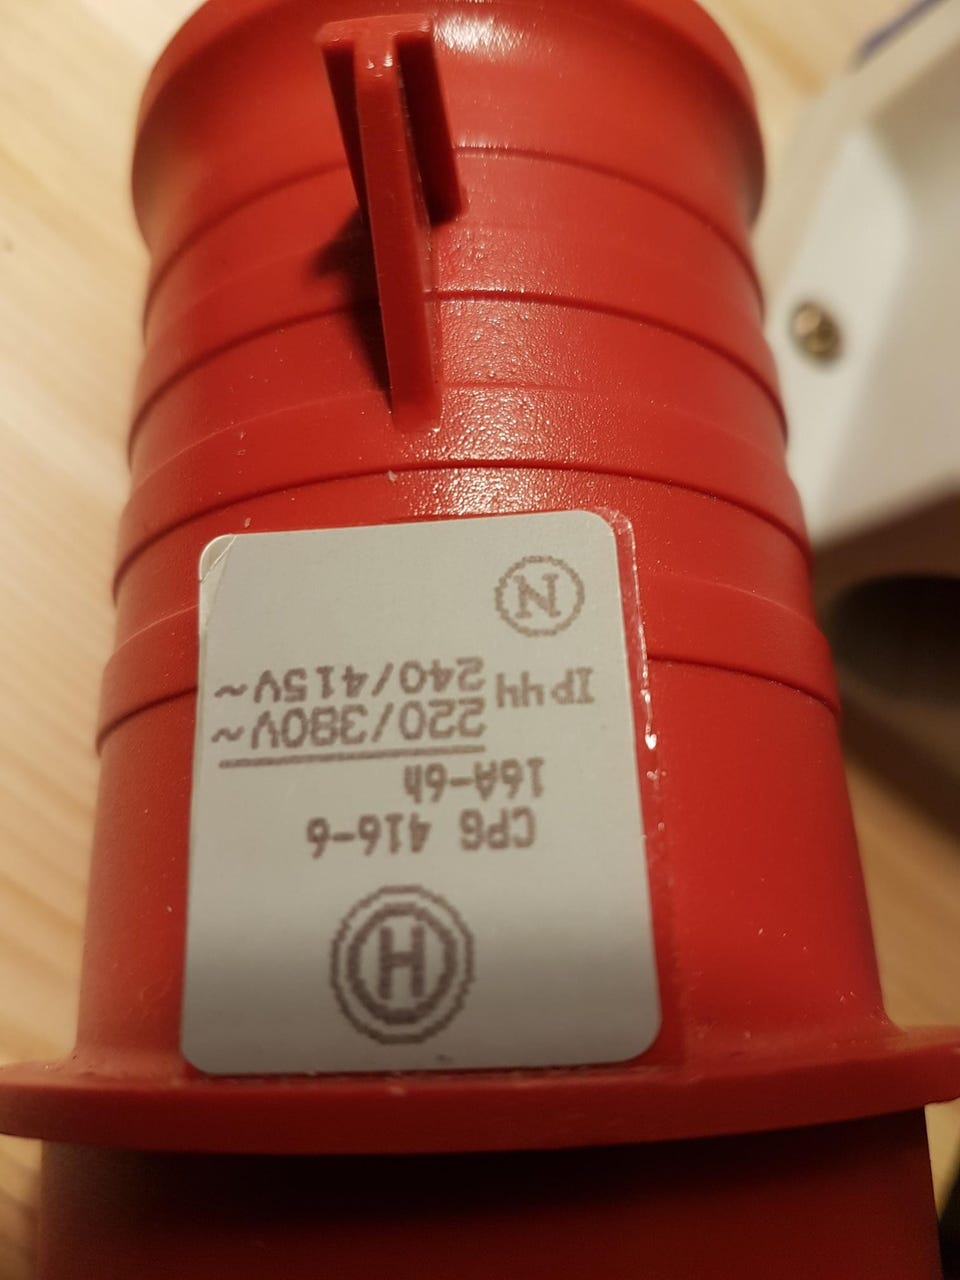 H
CPG 416-6
16A-6h
220/380V~
IP44
240/415V~
N